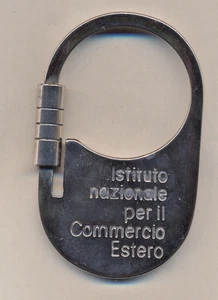 Istituto
nazionale
per il
Commercio
Estero